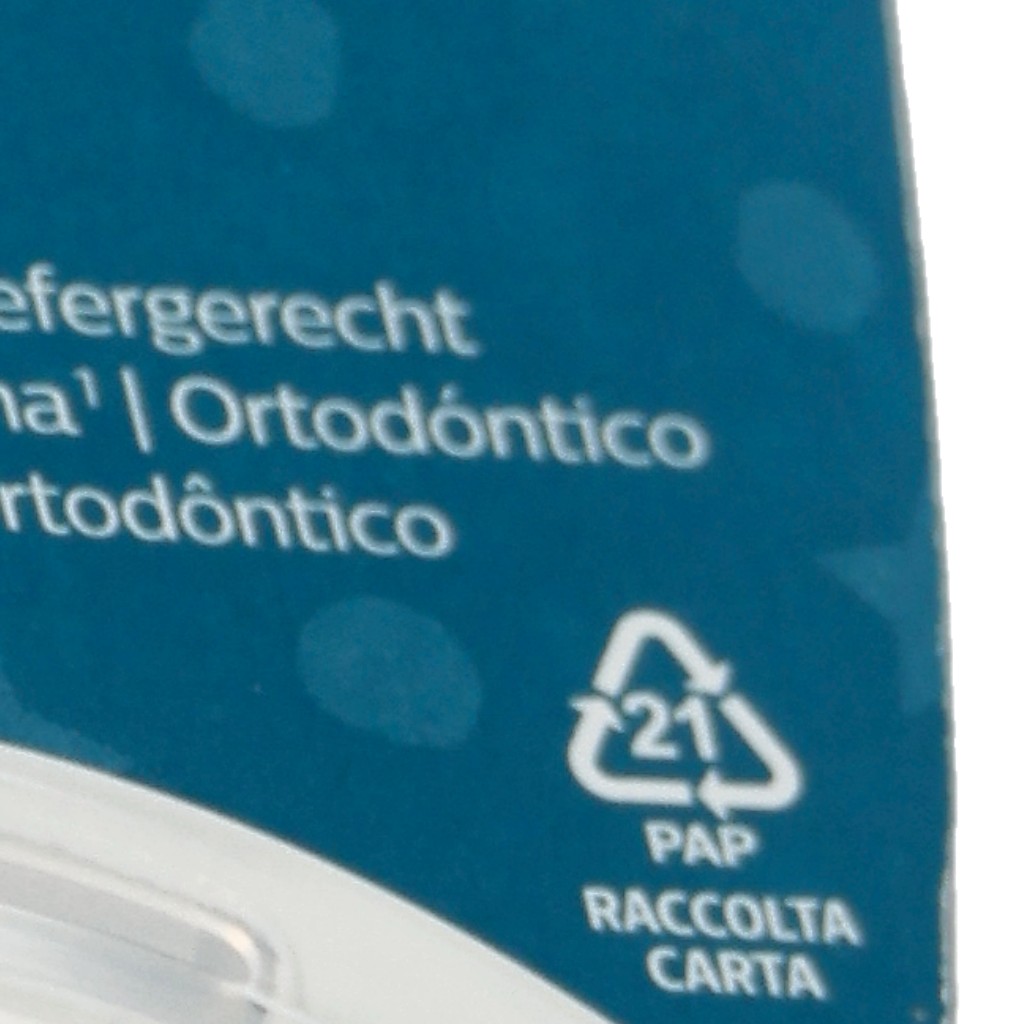 efergerecht
na¹ | Ortodóntico
rtodôntico
21
PAP
RACCOLTA
CARTA